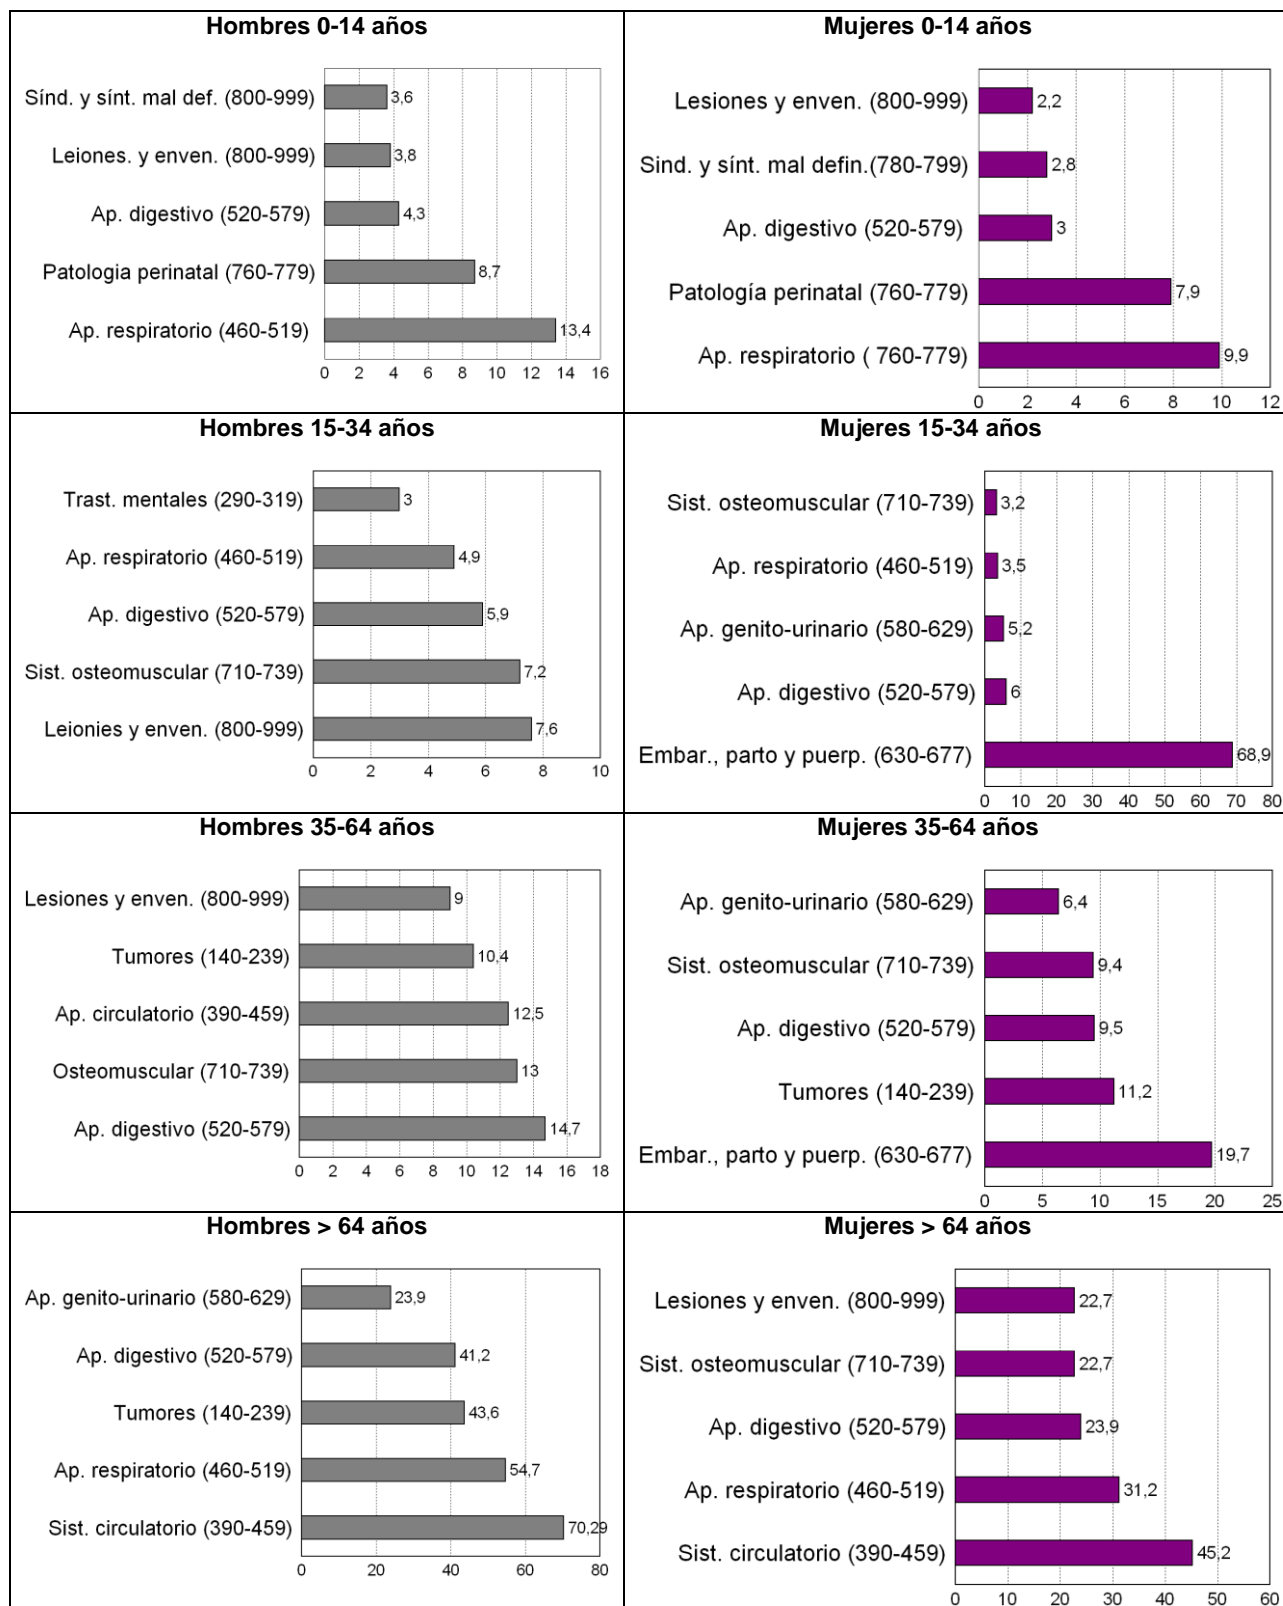 Hombres 0-14 años
Sínd. y sínt. mal def. (800-999)
3,6
Leiones. y enven. (800-999)
3,8
Ap. digestivo (520-579)
4,3
Patologia perinatal (760-779)
8,7
Ap. respiratorio (460-519)
13,4
0 2 4 6 8 10 12 14 16
Mujeres 0-14 años
Lesiones y enven. (800-999)
2,2
Sind. y sínt. mal defin.(780-799)
2,8
Ap. digestivo (520-579)
3
Patología perinatal (760-779)
7,9
Ap. respiratorio ( 760-779)
9,9
0 2 4 6 8 10 12
Hombres 15-34 años
Trast. mentales (290-319)
3
Ap. respiratorio (460-519)
4,9
Ap. digestivo (520-579)
5,9
Sist. osteomuscular (710-739)
7,2
Leionies y enven. (800-999)
7,6
0 2 4 6 8 10
Mujeres 15-34 años
Sist. osteomuscular (710-739)
3,2
Ap. respiratorio (460-519)
3,5
Ap. genito-urinario (580-629)
5,2
Ap. digestivo (520-579)
6
Embar., parto y puerp. (630-677)
68,9
0 10 20 30 40 50 60 70 80
Hombres 35-64 años
Lesiones y enven. (800-999)
9
Tumores (140-239)
10,4
Ap. circulatorio (390-459)
12,5
Osteomuscular (710-739)
13
Ap. digestivo (520-579)
14,7
0 2 4 6 8 10 12 14 16 18
Mujeres 35-64 años
Ap. genito-urinario (580-629)
6,4
Sist. osteomuscular (710-739)
9,4
Ap. digestivo (520-579)
9,5
Tumores (140-239)
11,2
Embar., parto y puerp. (630-677)
19,7
0 5 10 15 20 25
Hombres > 64 años
Ap. genito-urinario (580-629)
23,9
Ap. digestivo (520-579)
41,2
Tumores (140-239)
43,6
Ap. respiratorio (460-519)
54,7
Sist. circulatorio (390-459)
70,29
0 20 40 60 80
Mujeres > 64 años
Lesiones y enven. (800-999)
22,7
Sist. osteomuscular (710-739)
22,7
Ap. digestivo (520-579)
23,9
Ap. respiratorio (460-519)
31,2
Sist. circulatorio (390-459)
45,2
0 10 20 30 40 50 60